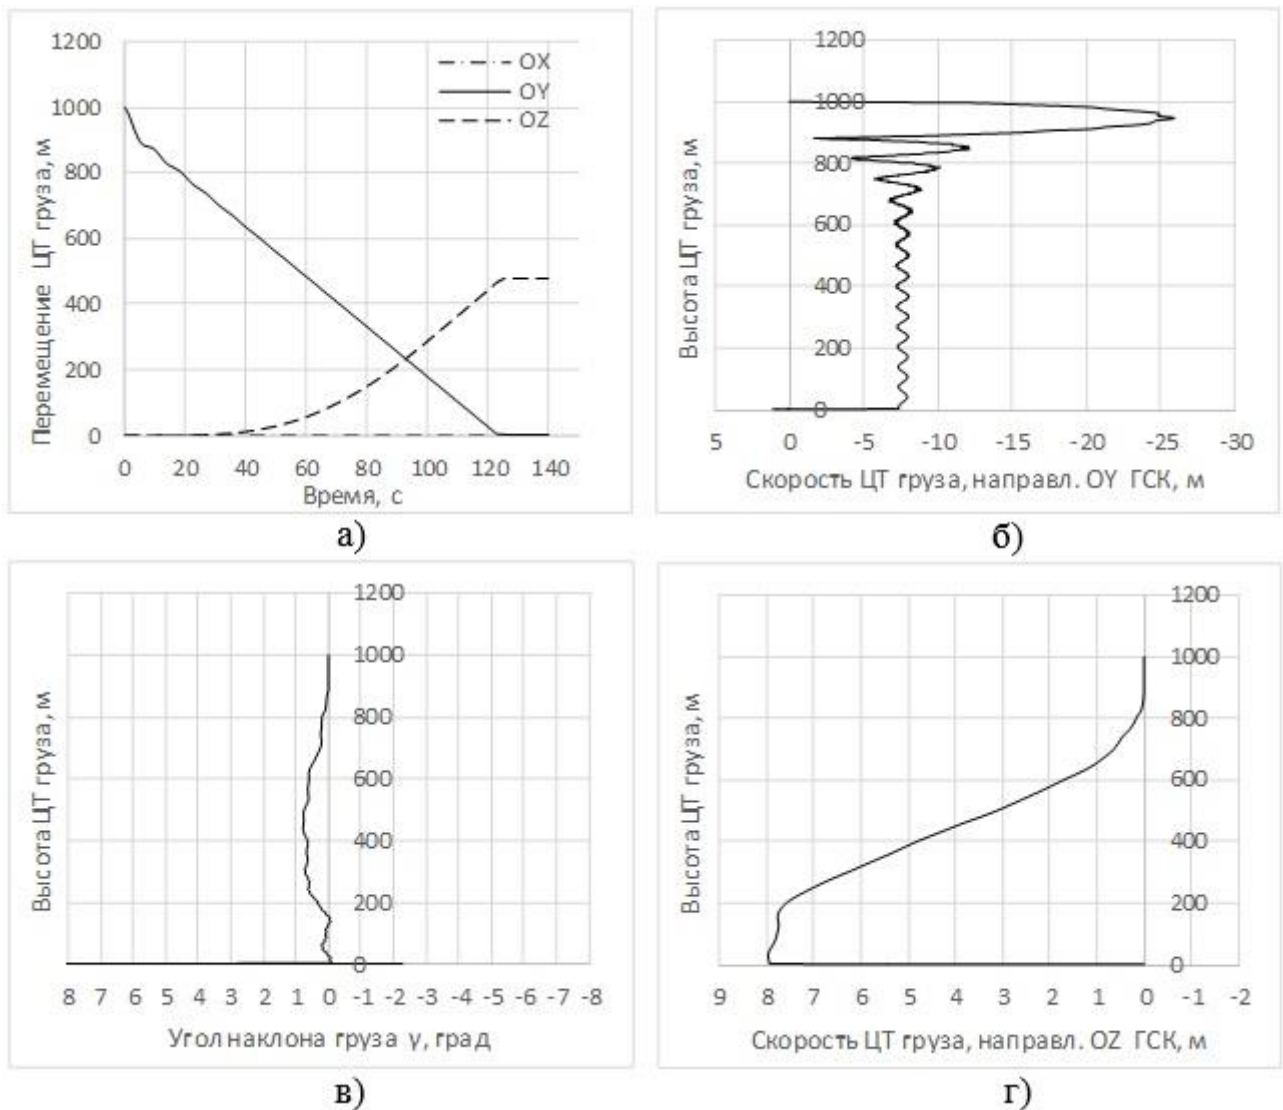 1200
1000
800
600
400
200
0
0 20 40 60 80 100 120 140
Перемещение ЦТ груза, м
Время, с
OX
OY
OZ
а)
1200
1000
800
600
400
200
0
5 0 -5 -10 -15 -20 -25 -30
Высота ЦТ груза, м
Скорость ЦТ груза, направл. OY ГСК, м
б)
1200
1000
800
600
400
200
0
8 7 6 5 4 3 2 1 0 -1 -2 -3 -4 -5 -6 -7 -8
Высота ЦТ груза, м
Угол наклона груза γ, град
в)
1200
1000
800
600
400
200
0
9 8 7 6 5 4 3 2 1 0 -1 -2
Высота ЦТ груза, м
Скорость ЦТ груза, направл. OZ ГСК, м
г)